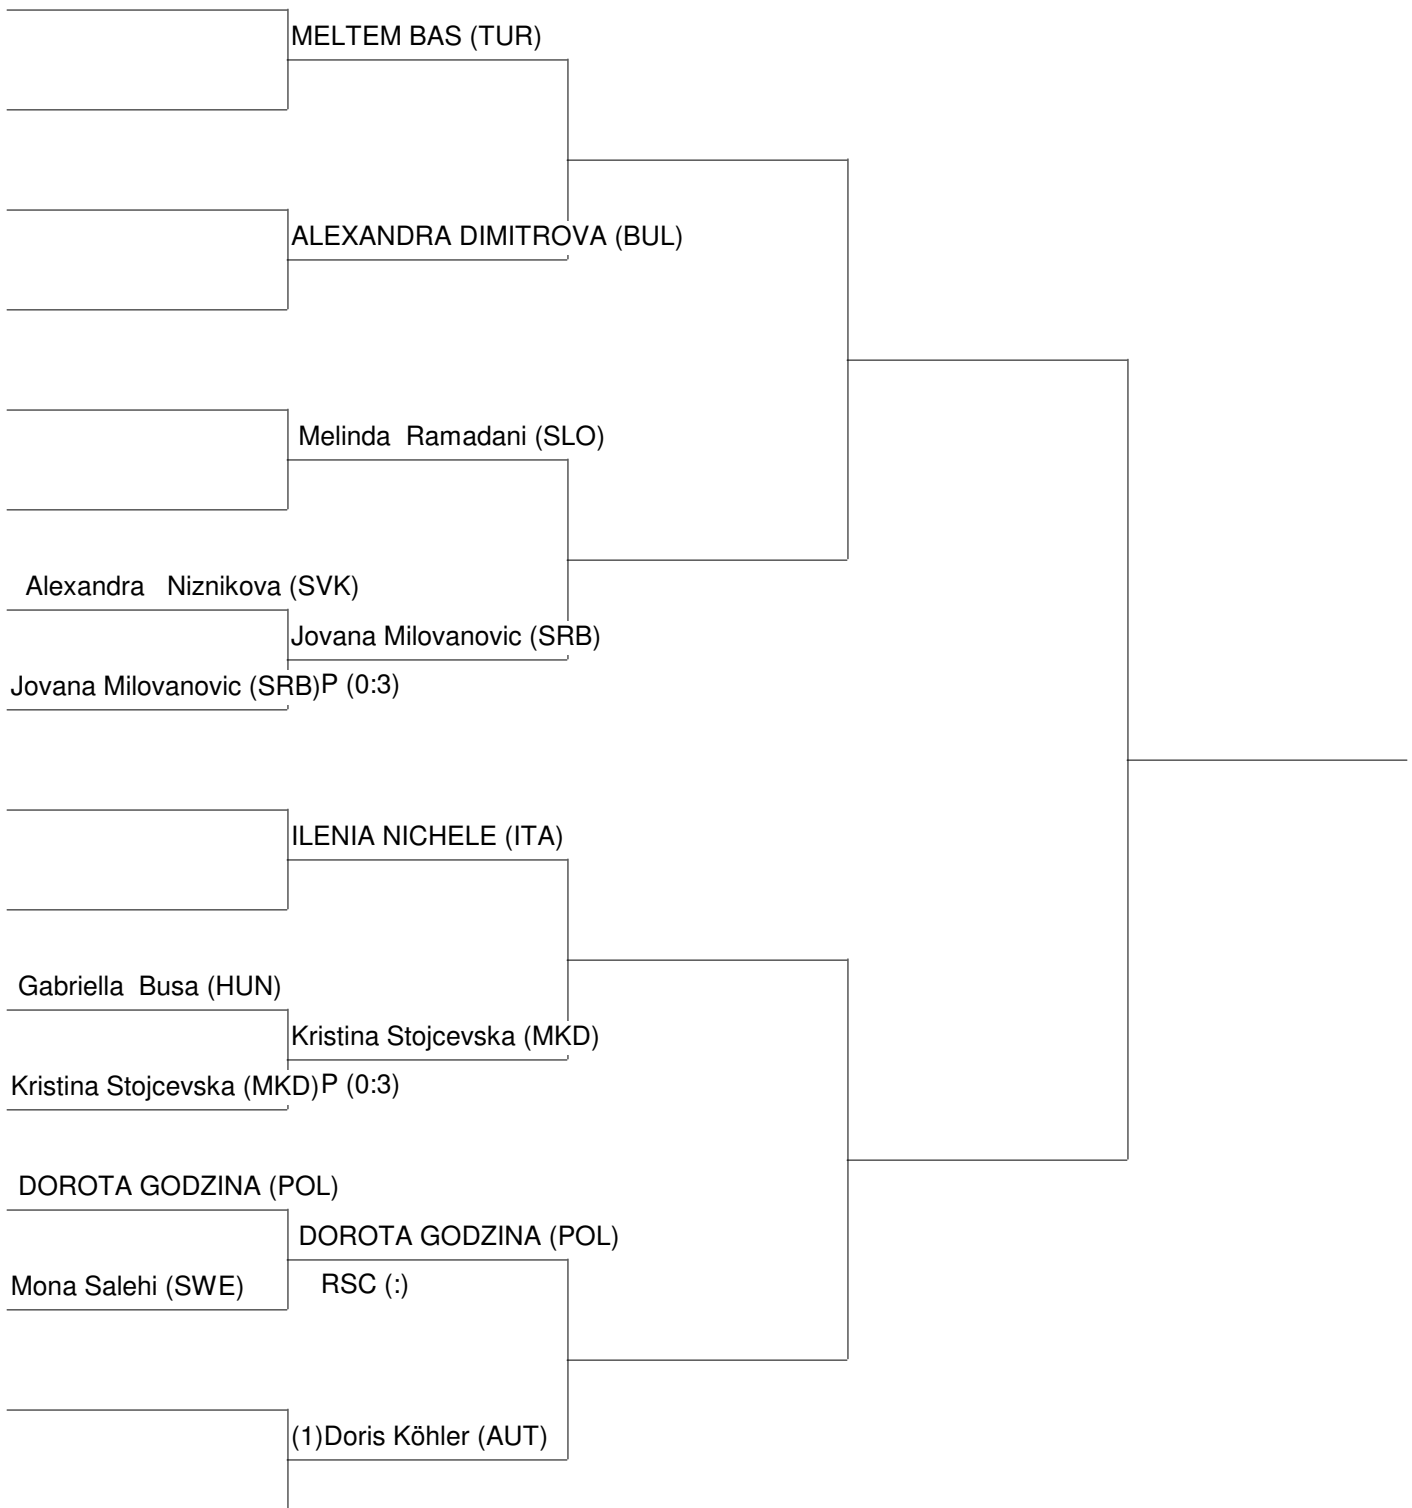 MELTEM BAS (TUR)
ALEXANDRA DIMITROVA (BUL)
Melinda Ramadani (SLO)
Alexandra Niznikova (SVK)
Jovana Milovanovic (SRB)
Jovana Milovanovic (SRB) P (0:3)
ILENIA NICHELE (ITA)
Gabriella Busa (HUN)
Kristina Stojcevska (MKD)
Kristina Stojcevska (MKD) P (0:3)
DOROTA GODZINA (POL)
DOROTA GODZINA (POL)
Mona Salehi (SWE) RSC (:)
(1)Doris Köhler (AUT)